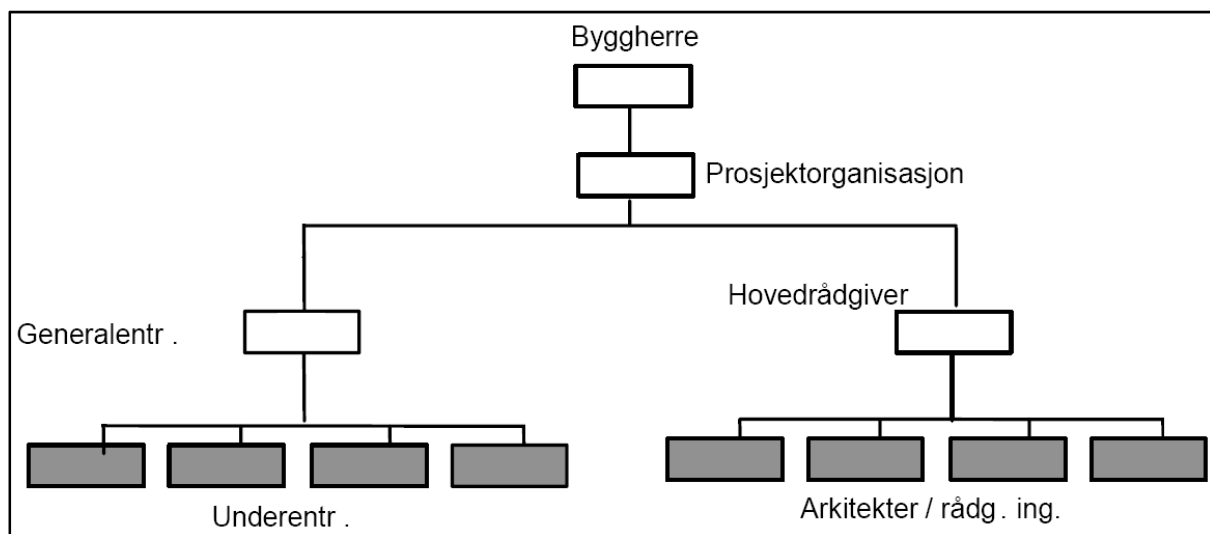 Byggherre
Prosjektorganisasjon
Hovedrådgiver
Generalentr .
Underentr .
Arkitekter / rådg . ing.